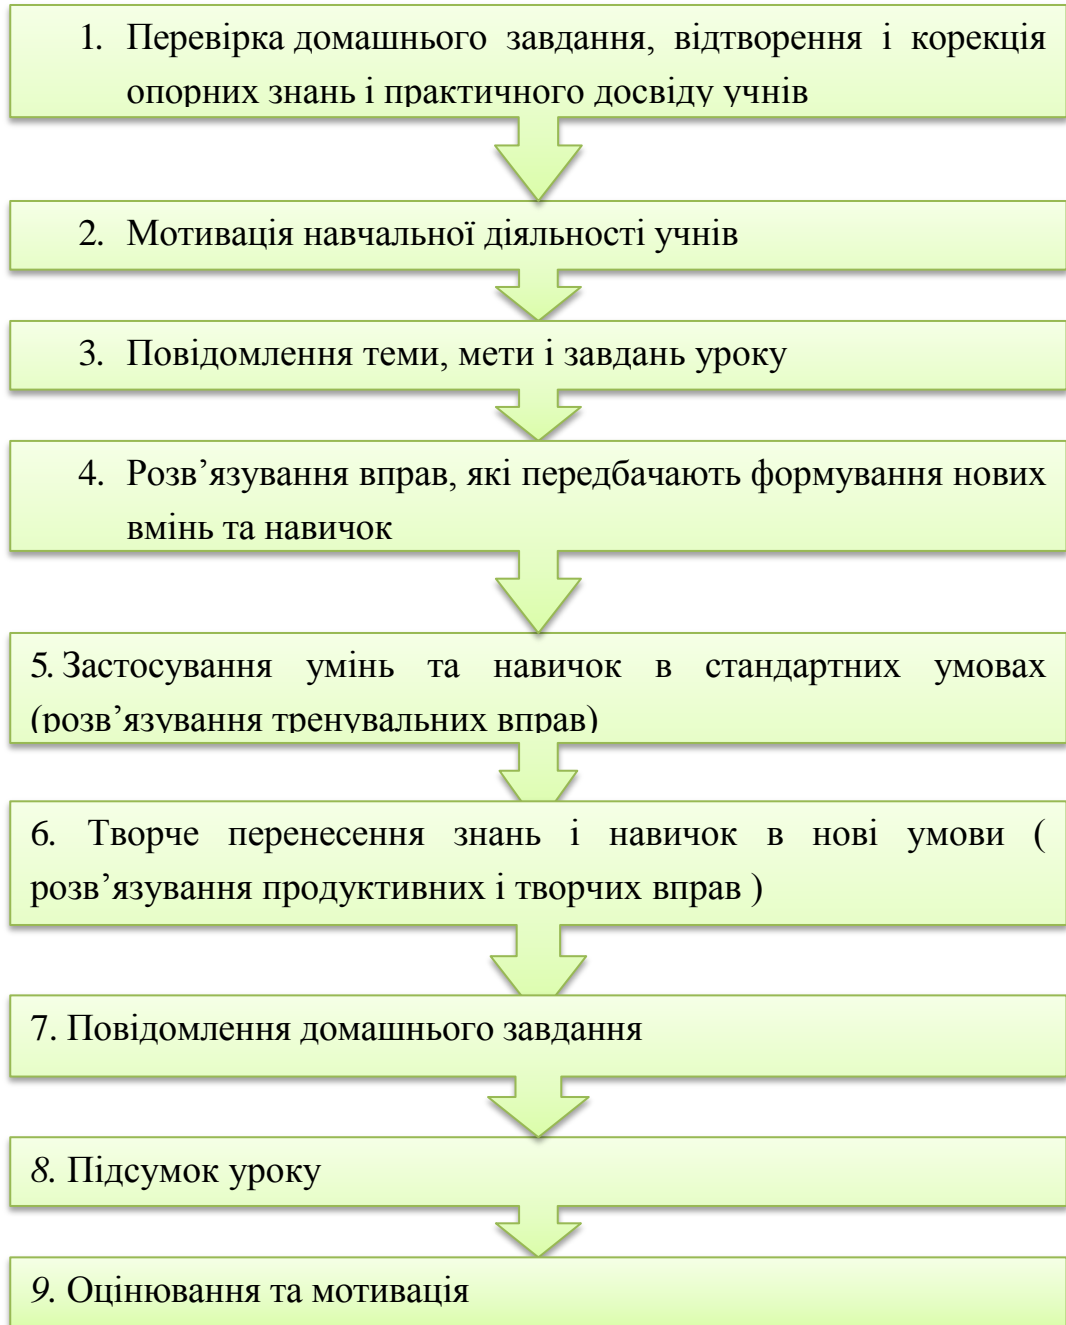 1. Перевірка домашнього завдання, відтворення і корекція
опорних знань і практичного досвіду учнів
2. Мотивація навчальної діяльності учнів
3. Повідомлення теми, мети і завдань уроку
4. Розв’язування вправ, які передбачають формування нових
вмінь та навичок
5. Застосування умінь та навичок в стандартних умовах
(розв’язування тренувальних вправ)
6. Творче перенесення знань і навичок в нові умови (
розв’язування продуктивних і творчих вправ )
7. Повідомлення домашнього завдання
8. Підсумок уроку
9. Оцінювання та мотивація